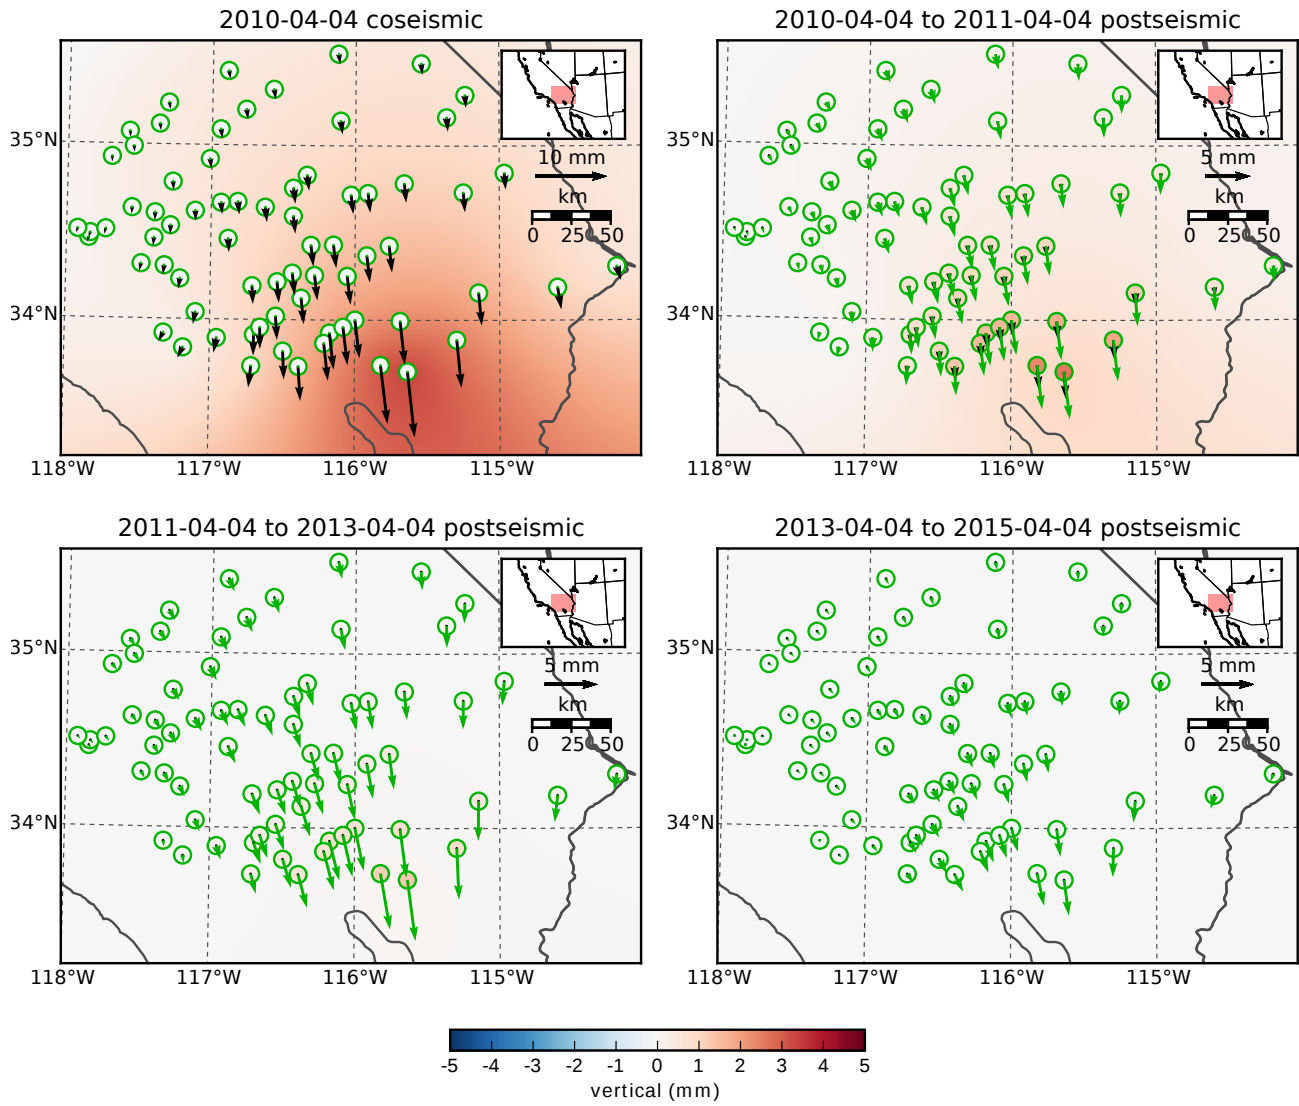 2010-04-04 coseismic
2010-04-04 to 2011-04-04 postseismic
35°N
34°N
10 mm
km
0 25 50
118°W 117°W 116°W 115°W
35°N
34°N
5 mm
km
0 25 50
118°W 117°W 116°W 115°W
2011-04-04 to 2013-04-04 postseismic
2013-04-04 to 2015-04-04 postseismic
35°N
34°N
5 mm
km
0 25 50
118°W 117°W 116°W 115°W
35°N
34°N
5 mm
km
0 25 50
118°W 117°W 116°W 115°W
-5 -4 -3 -2 -1 0 1 2 3 4 5
vertical (mm)